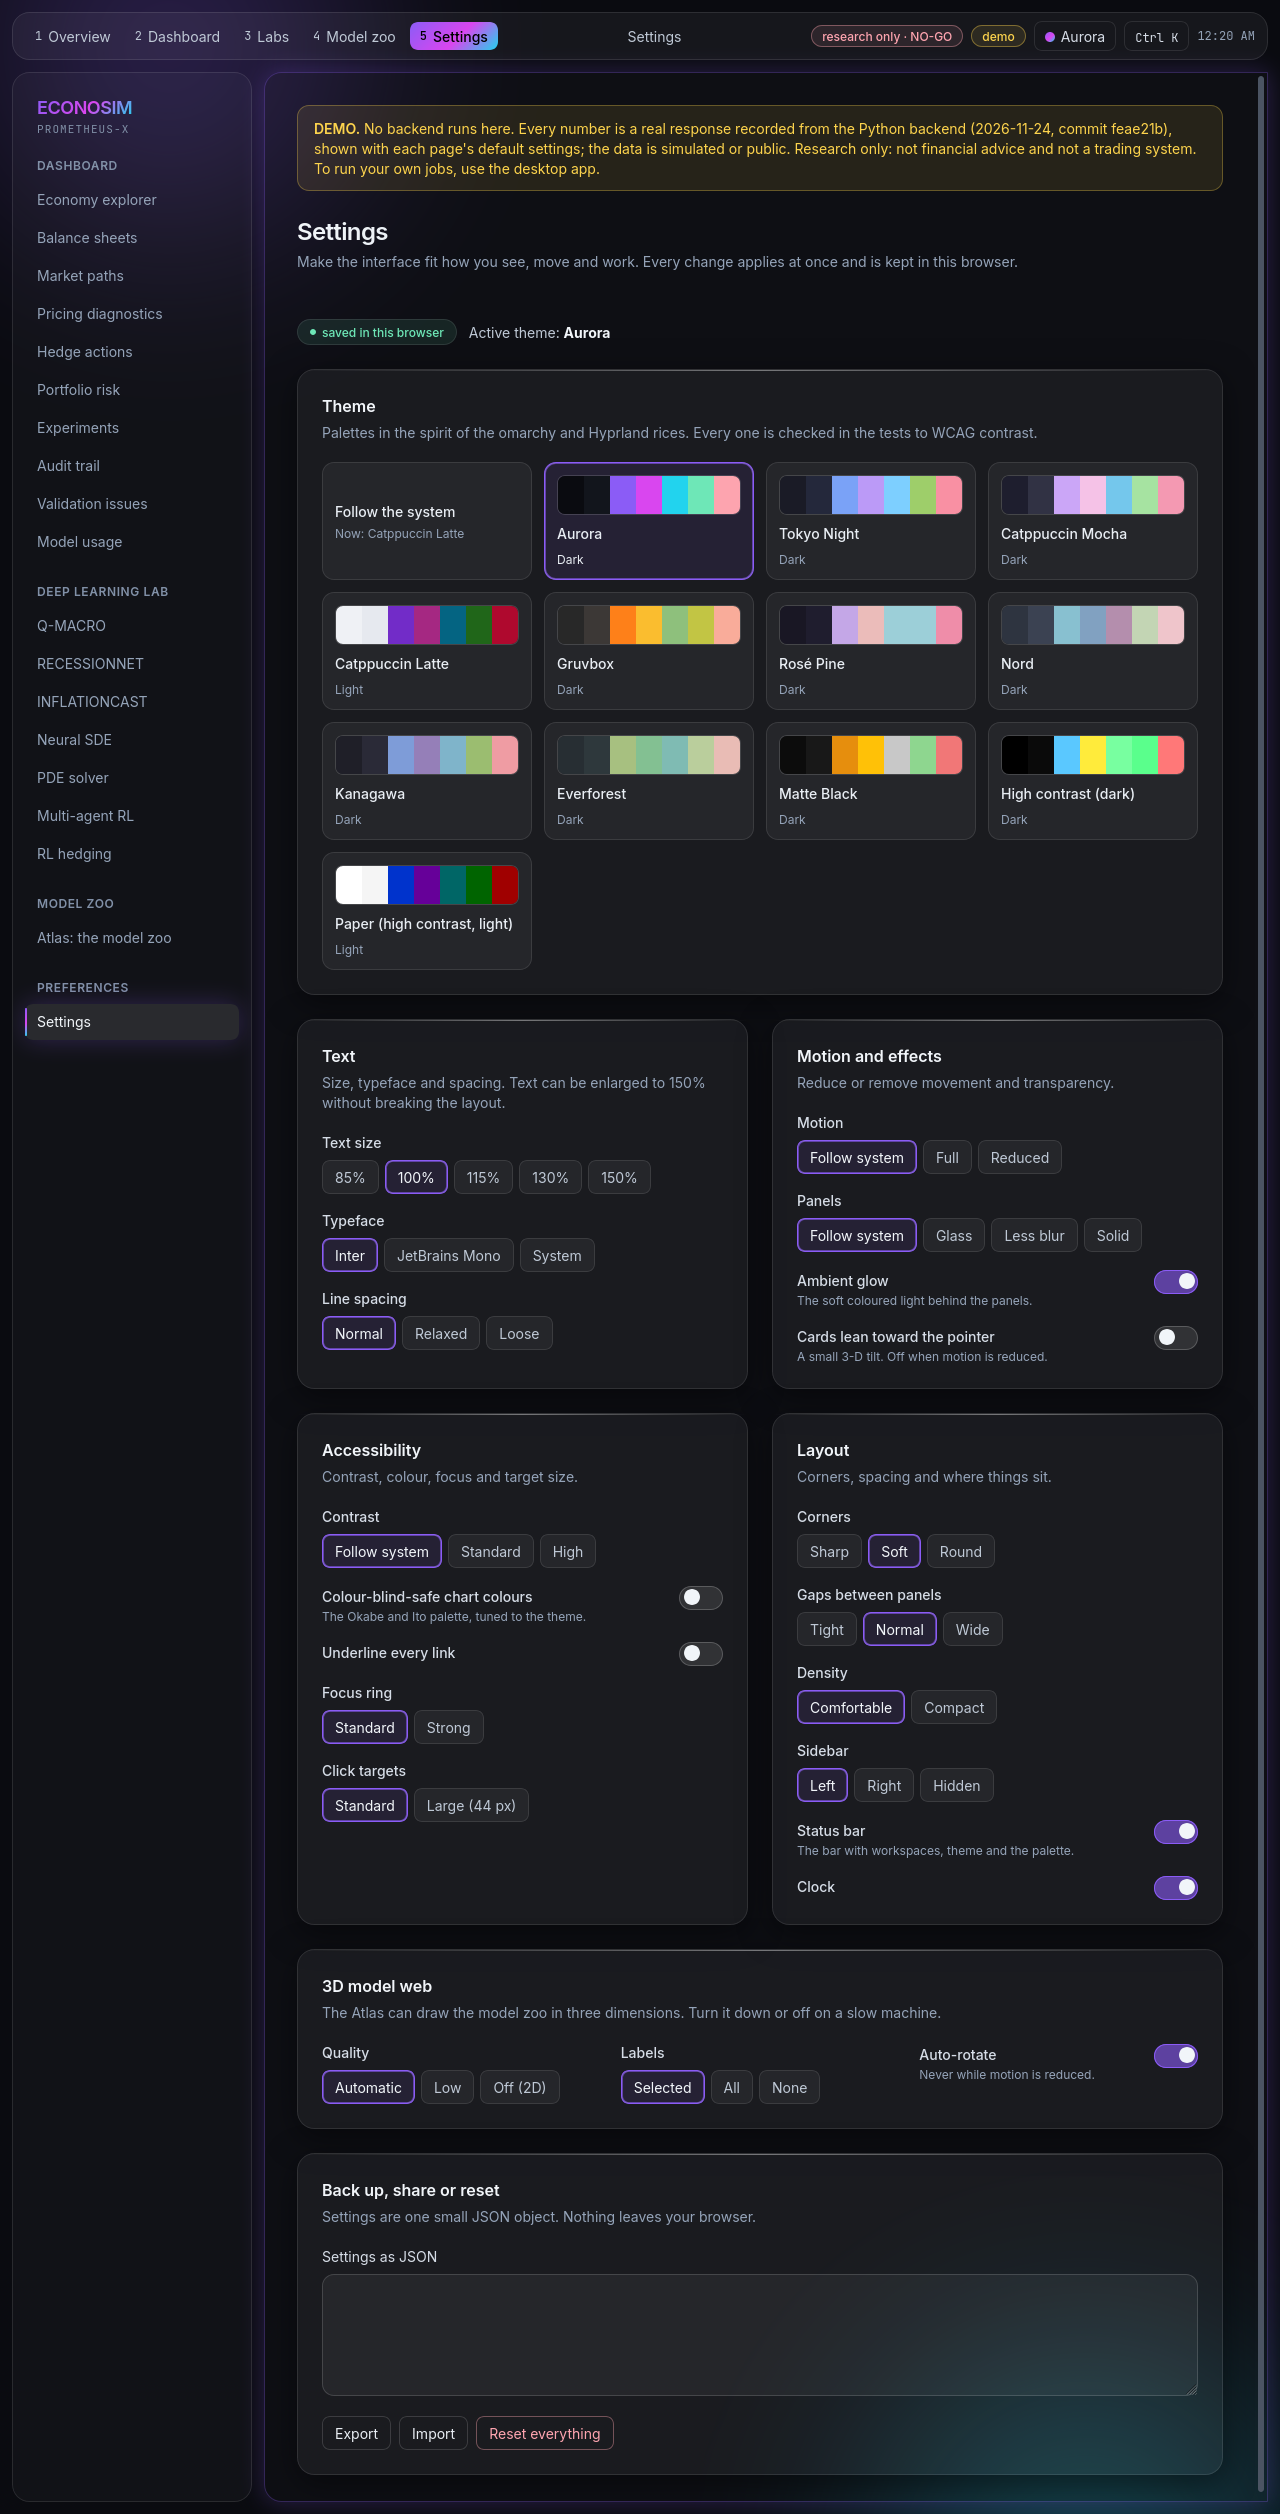 1 Overview
2 Dashboard
3 Labs
4 Model zoo
5 Settings
Settings
research only · NO-GO
demo
Aurora
Ctrl K
12:20 AM
ECONOSIM
PROMETHEUS-X
DASHBOARD
Economy explorer
Balance sheets
Market paths
Pricing diagnostics
Hedge actions
Portfolio risk
Experiments
Audit trail
Validation issues
Model usage
DEEP LEARNING LAB
Q-MACRO
RECESSIONNET
INFLATIONCAST
Neural SDE
PDE solver
Multi-agent RL
RL hedging
MODEL ZOO
Atlas: the model zoo
PREFERENCES
Settings
DEMO. No backend runs here. Every number is a real response recorded from the Python backend (2026-11-24, commit feae21b),
shown with each page's default settings; the data is simulated or public. Research only: not financial advice and not a trading system.
To run your own jobs, use the desktop app.
Settings
Make the interface fit how you see, move and work. Every change applies at once and is kept in this browser.
saved in this browser
Active theme: Aurora
Theme
Palettes in the spirit of the omarchy and Hyprland rices. Every one is checked in the tests to WCAG contrast.
Follow the system
Now: Catppuccin Latte
Aurora
Dark
Tokyo Night
Dark
Catppuccin Mocha
Dark
Catppuccin Latte
Light
Gruvbox
Dark
Rosé Pine
Dark
Nord
Dark
Kanagawa
Dark
Everforest
Dark
Matte Black
Dark
High contrast (dark)
Dark
Paper (high contrast, light)
Light
Text
Size, typeface and spacing. Text can be enlarged to 150%
without breaking the layout.
Text size
85%
100%
115%
130%
150%
Typeface
Inter
JetBrains Mono
System
Line spacing
Normal
Relaxed
Loose
Motion and effects
Reduce or remove movement and transparency.
Motion
Follow system
Full
Reduced
Panels
Follow system
Glass
Less blur
Solid
Ambient glow
The soft coloured light behind the panels.
Cards lean toward the pointer
A small 3-D tilt. Off when motion is reduced.
Accessibility
Contrast, colour, focus and target size.
Contrast
Follow system
Standard
High
Colour-blind-safe chart colours
The Okabe and Ito palette, tuned to the theme.
Underline every link
Focus ring
Standard
Strong
Click targets
Standard
Large (44 px)
Layout
Corners, spacing and where things sit.
Corners
Sharp
Soft
Round
Gaps between panels
Tight
Normal
Wide
Density
Comfortable
Compact
Sidebar
Left
Right
Hidden
Status bar
The bar with workspaces, theme and the palette.
Clock
3D model web
The Atlas can draw the model zoo in three dimensions. Turn it down or off on a slow machine.
Quality
Automatic
Low
Off (2D)
Labels
Selected
All
None
Auto-rotate
Never while motion is reduced.
Back up, share or reset
Settings are one small JSON object. Nothing leaves your browser.
Settings as JSON
Export
Import
Reset everything